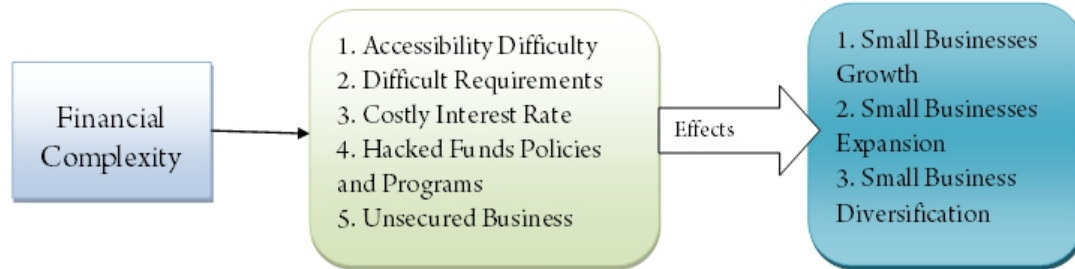 Financial
Complexity
1. Accessibility Difficulty
2. Difficult Requirements
3. Costly Interest Rate
4. Hacked Funds Policies
and Programs
5. Unsecured Business
Effects
1. Small Businesses
Growth
2. Small Businesses
Expansion
3. Small Business
Diversification